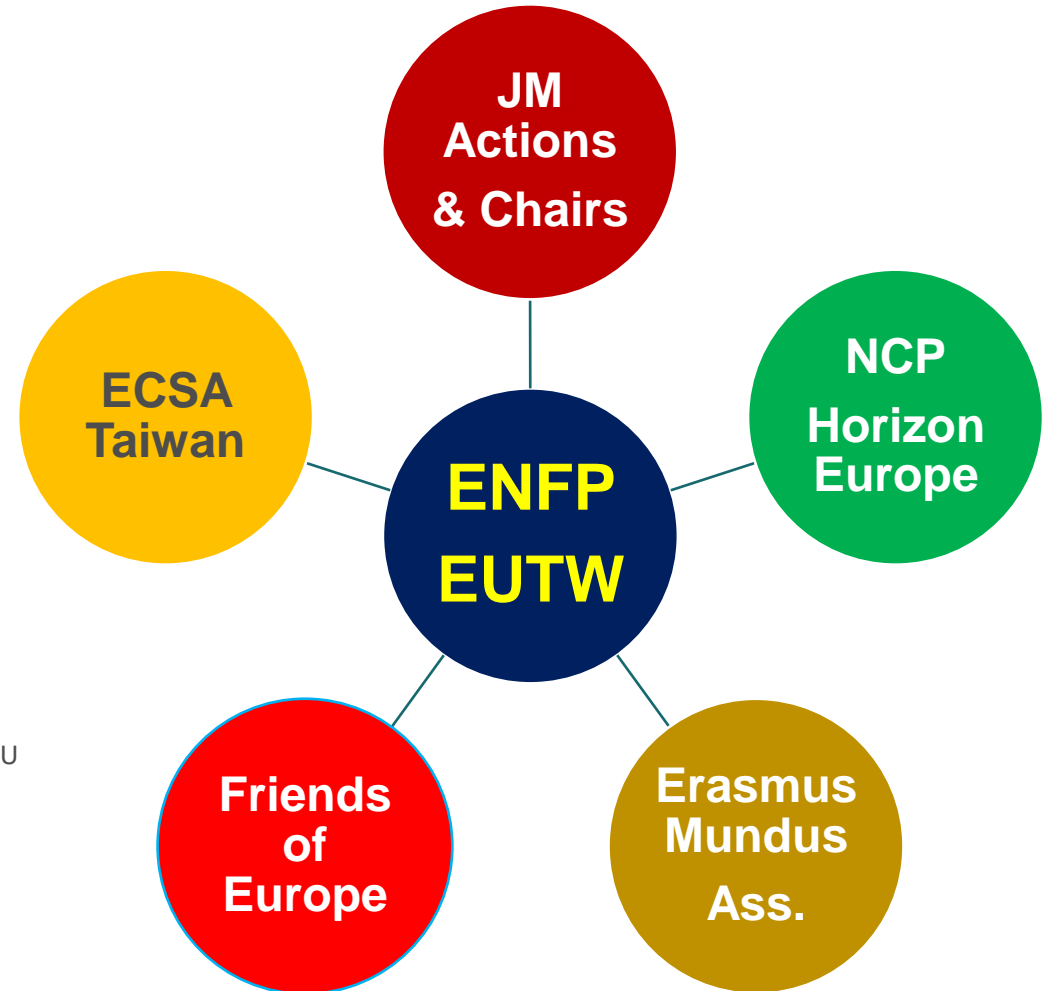 JM
Actions
& Chairs
ECSA
Taiwan
NCP
Horizon
Europe
ENFP
EUTW
U
Friends
of
Europe
Erasmus
Mundus
Ass.